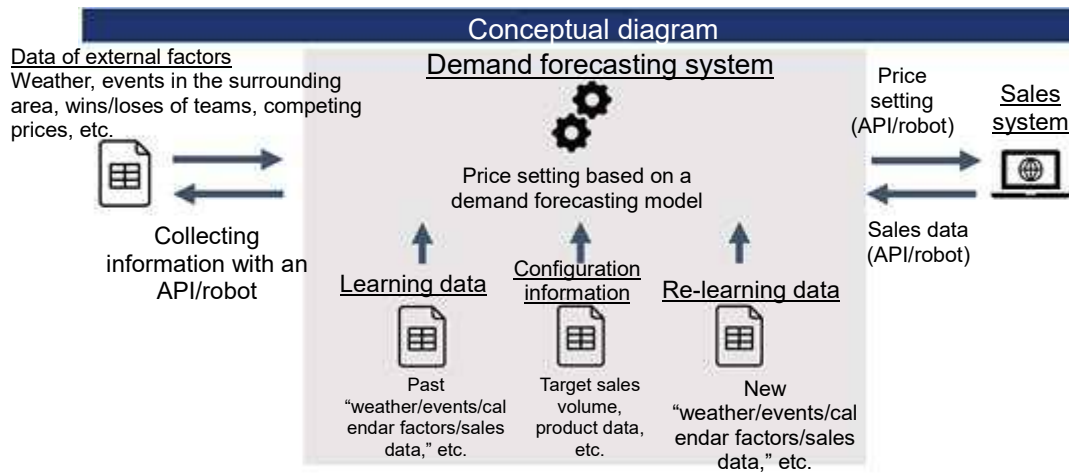 Conceptual diagram
Data of external factors
Weather, events in the surrounding
area, wins/loses of teams, competing
prices, etc.
Collecting
information with an
API/robot
Demand forecasting system
Price setting based on a
demand forecasting model
Learning data
Past
“weather/events/cal
endar factors/sales
data,” etc.
Configuration
information
Target sales
volume,
product data,
etc.
Re-learning data
New
“weather/events/cal
endar factors/sales
data,” etc.
Price
setting
(API/robot)
Sales data
(API/robot)
Sales
system